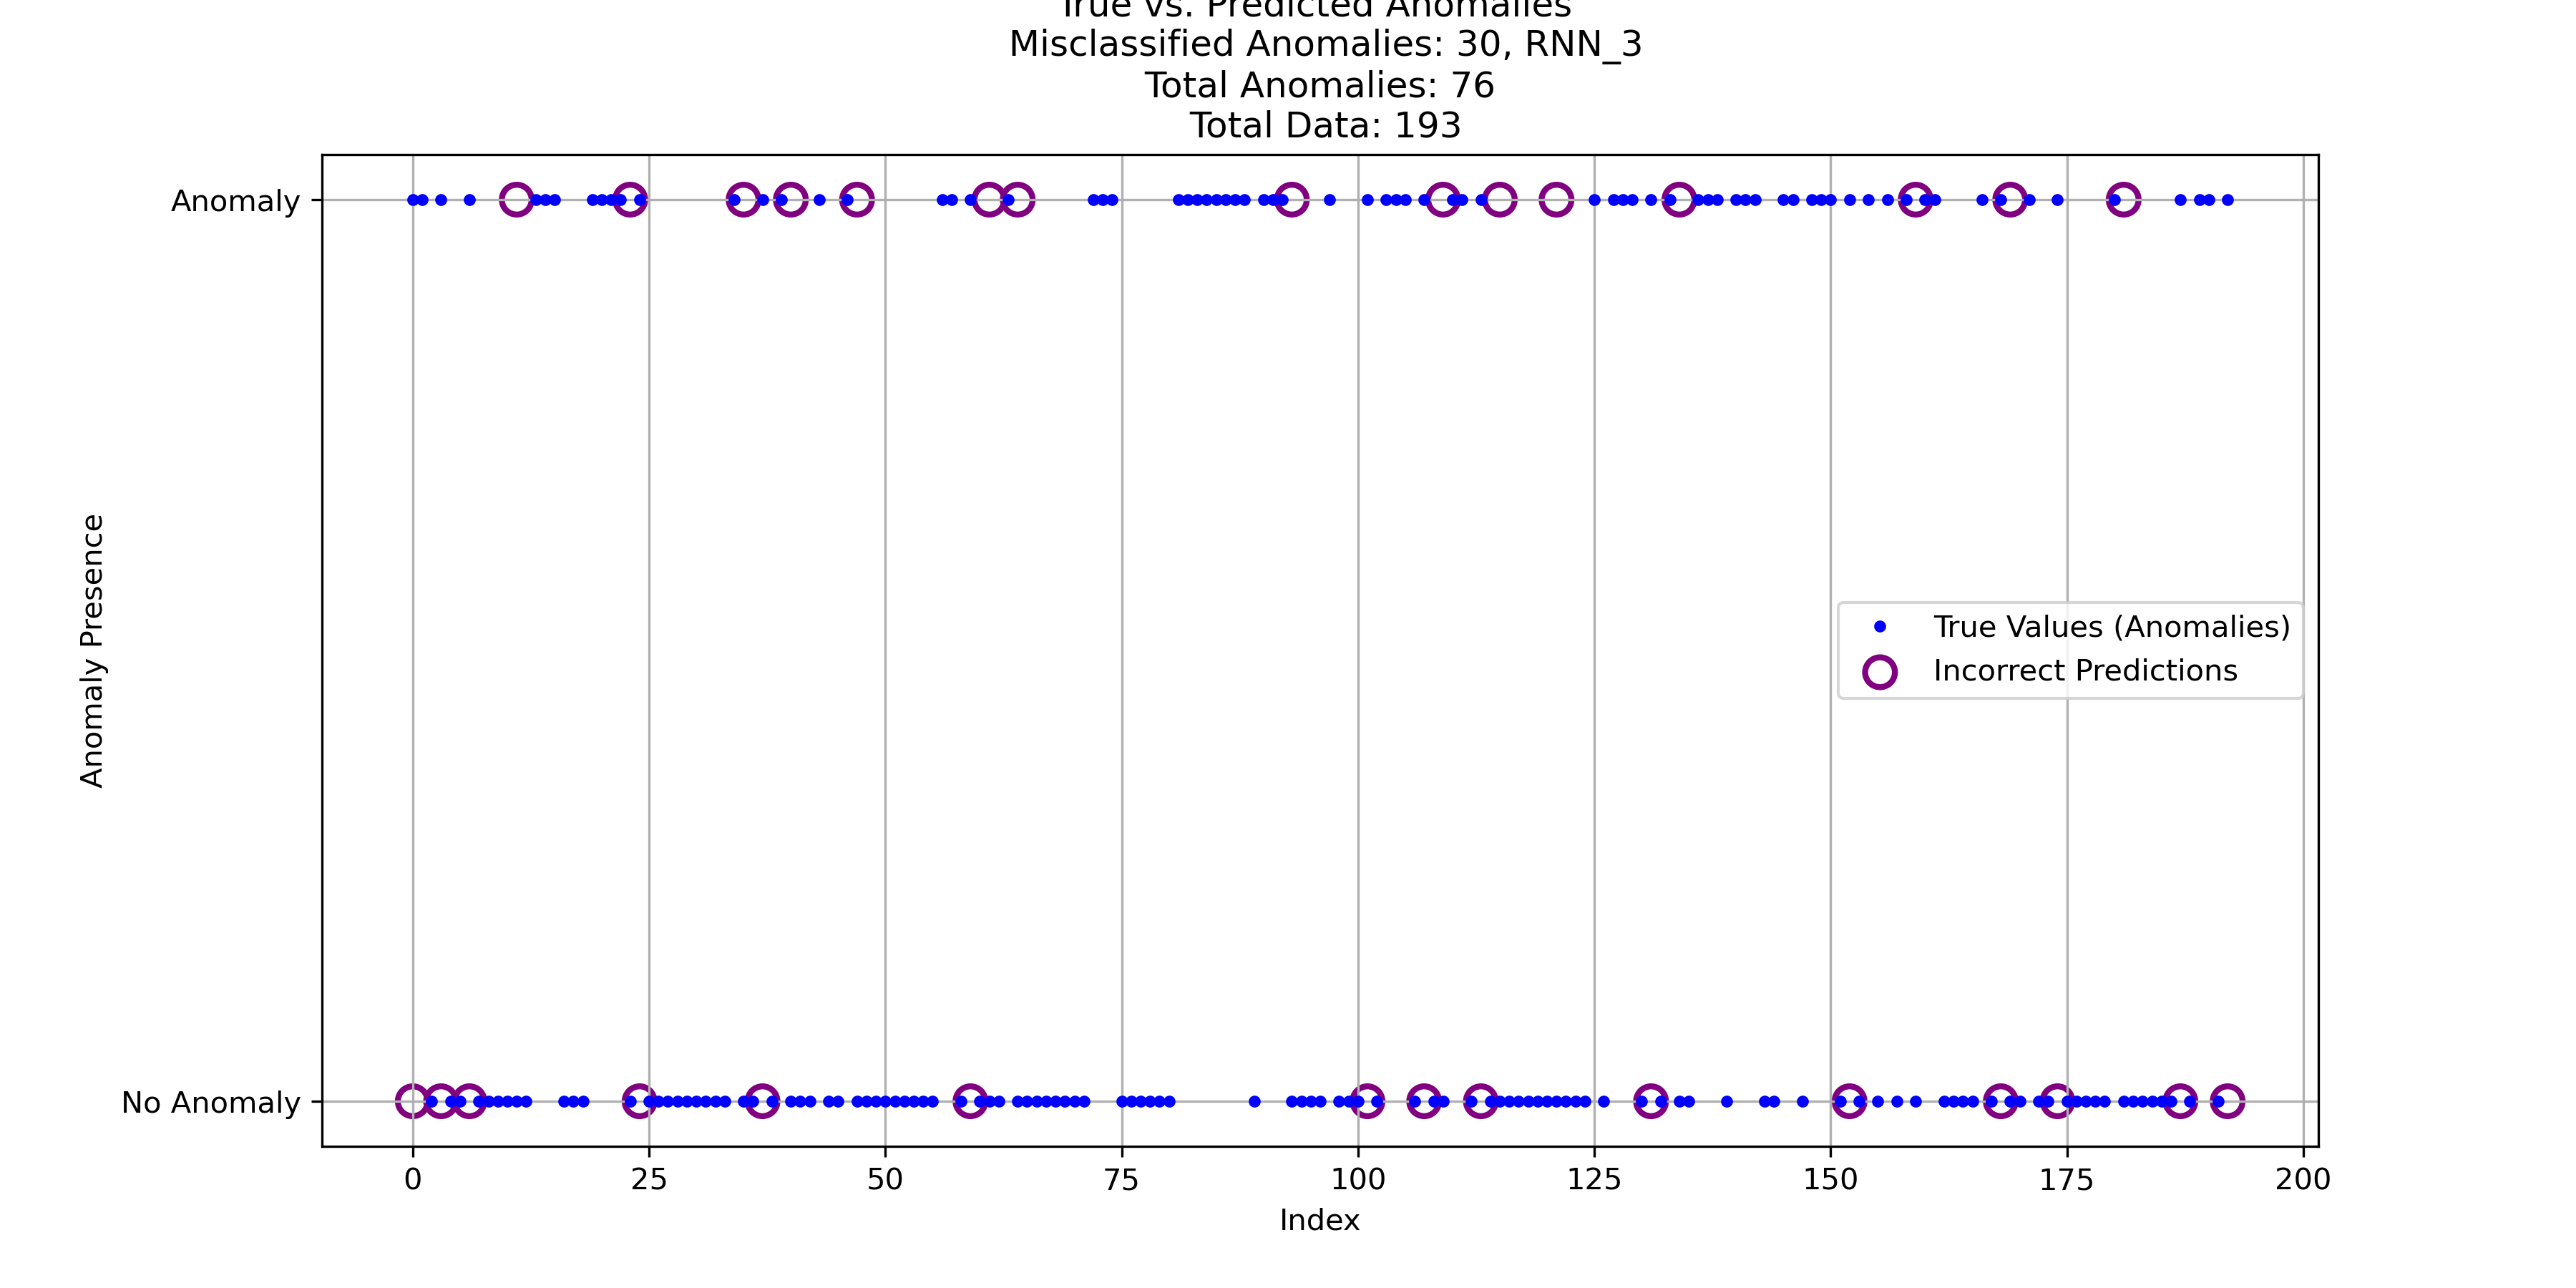 True vs. Predicted Anomalies
Misclassified Anomalies: 30, RNN_3
Total Anomalies: 76
Total Data: 193
Anomaly
Anomaly Presence
True Values (Anomalies)
Incorrect Predictions
No Anomaly
0 25 50 75 100 125 150 175 200
Index